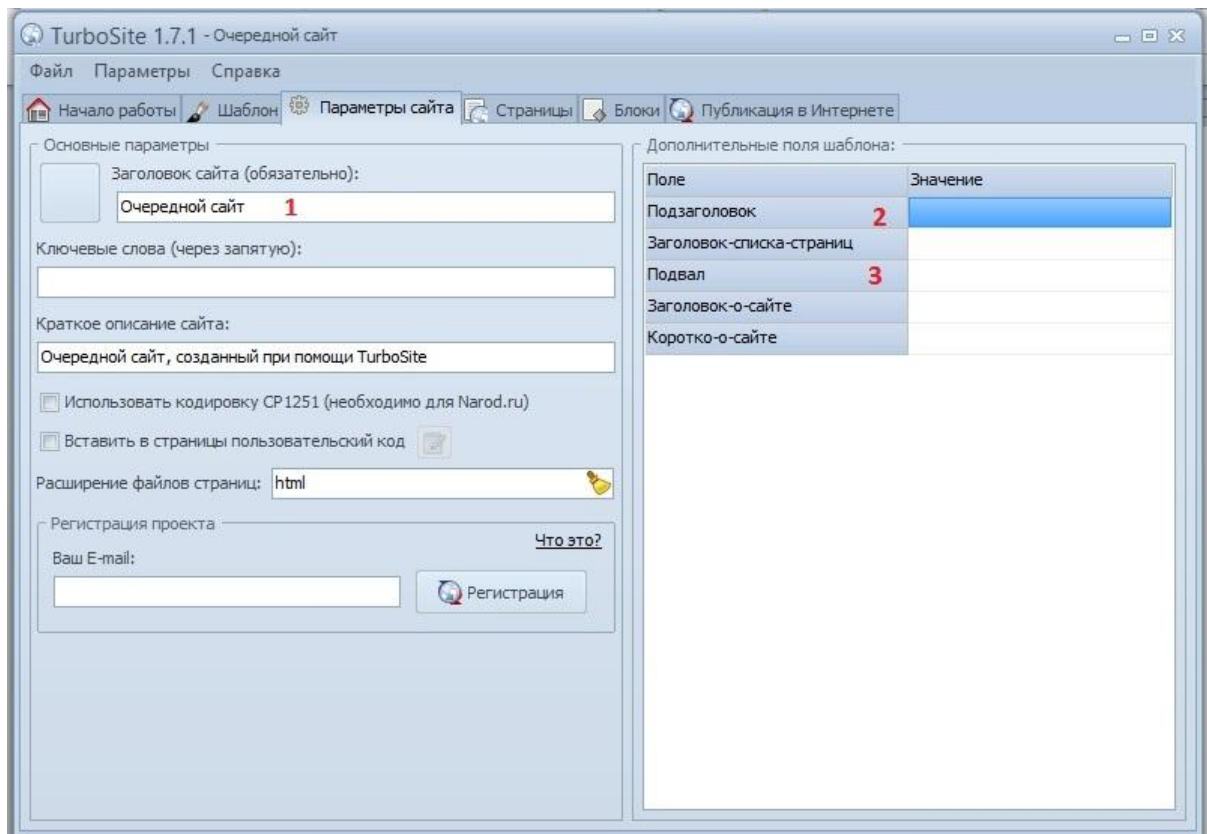 TurboSite 1.7.1 - Очередной сайт
Файл Параметры Справка
Начало работы Шаблон Параметры сайта Страницы Блоки Публикация в Интернете
Основные параметры
Заголовок сайта (обязательно):
Очередной сайт 1
Ключевые слова (через запятую):
Краткое описание сайта:
Очередной сайт, созданный при помощи TurboSite
Использовать кодировку CP1251 (необходимо для Narod.ru)
Вставить в страницы пользовательский код
Расширение файлов страниц: html
Регистрация проекта
Что это?
Ваш E-mail:
Регистрация
Дополнительные поля шаблона:
Поле Значение
Подзаголовок 2
Заголовок-списка-страниц
Подвал 3
Заголовок-о-сайте
Коротко-о-сайте